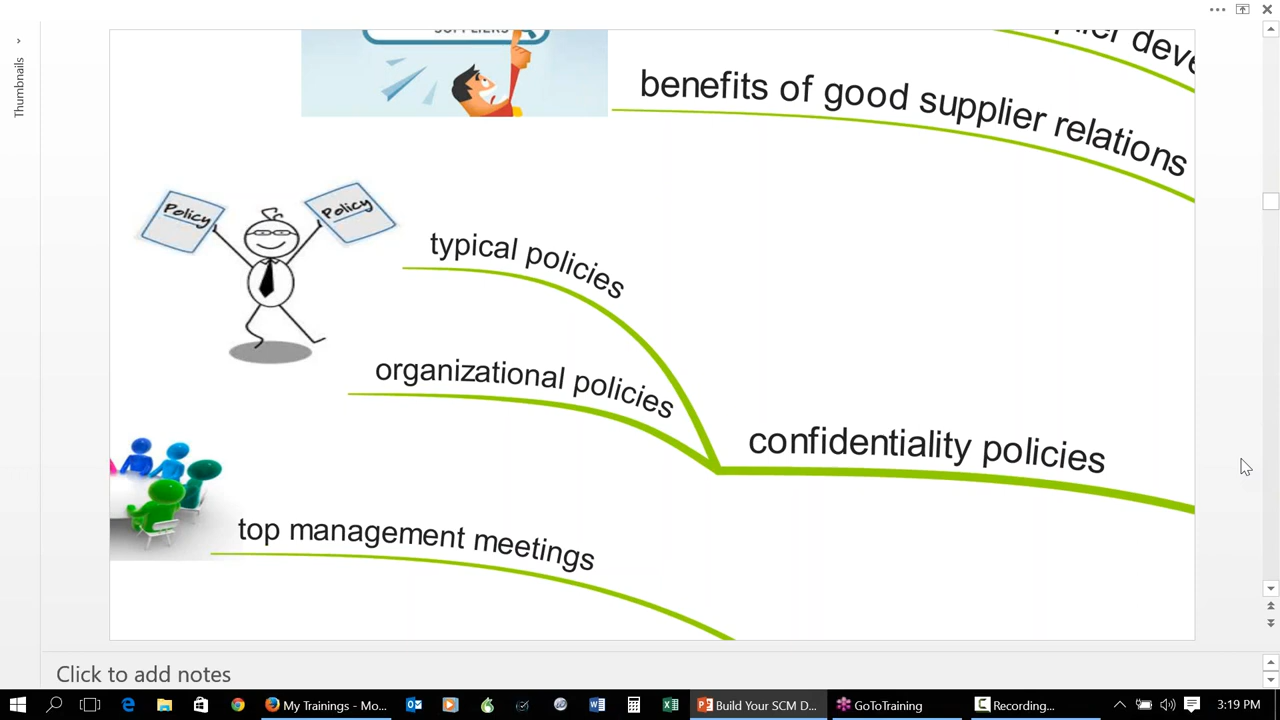 Thumbnails
SUPPLIERS
benefits of good supplier relations
Policy
Policy
typical policies
organizational policies
confidentiality policies
top management meetings
Click to add notes
My Trainings - Mo...
Build Your SCM D...
GoToTraining
Recording...
3:19 PM